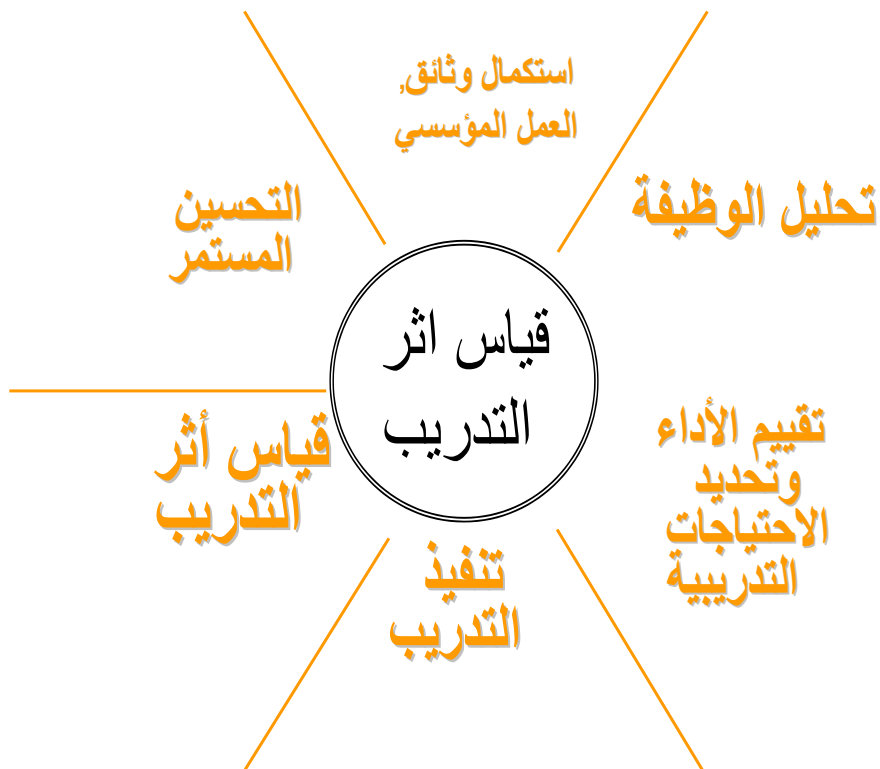 استكمال وثائق,
العمل المؤسسي
تحليل الوظيفة
التحسين
المستمر
قياس اثر
التدريب
تقييم الأداء
وتحديد
الاحتياجات
التدريبية
قياس أثر
التدريب
تنفيذ
التدريب